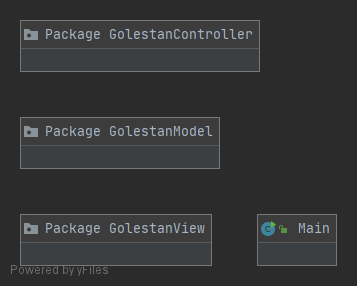 Package GolestanController
Package GolestanModel
Package GolestanView
Main
Powered by yFiles